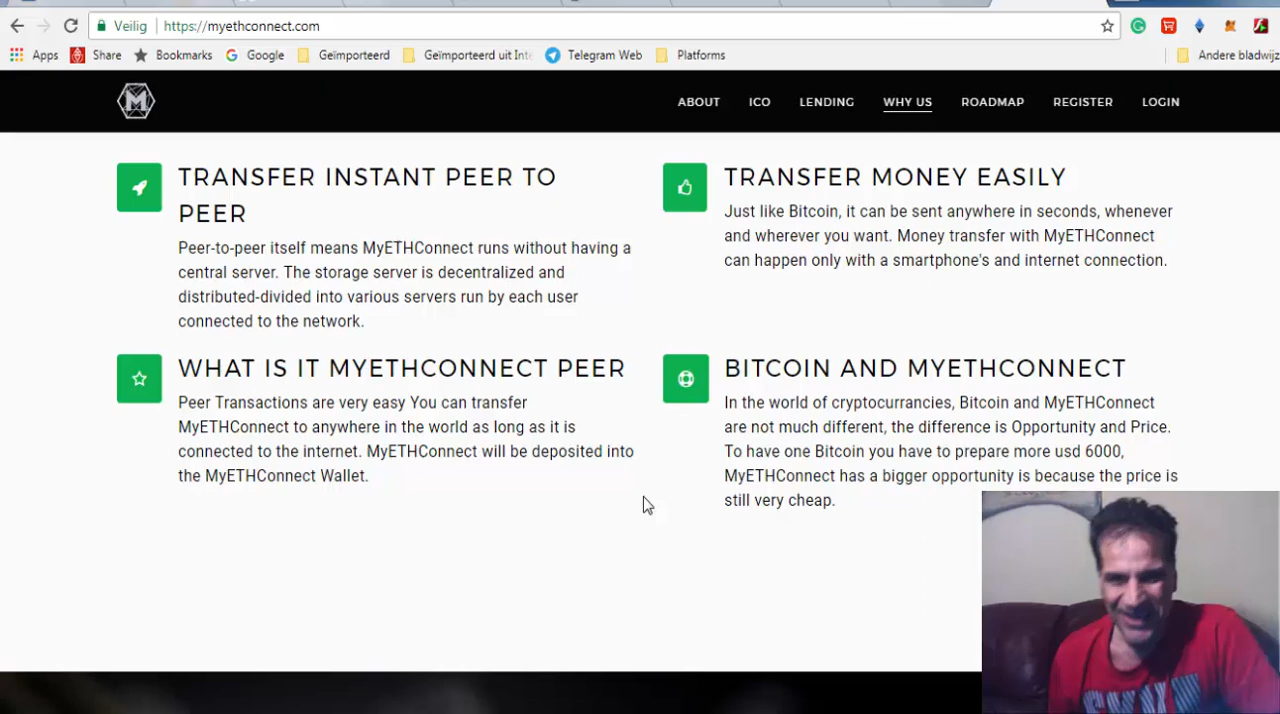 Veilig
https://myethconnect.com
Apps
Share
Bookmarks
Google
Geïmporteerd
Geïmporteerd uit Inte
Telegram Web
Platforms
Andere bladwijz
M
ABOUT
ICO
LENDING
WHY US
ROADMAP
REGISTER
LOGIN
TRANSFER INSTANT PEER TO
PEER
Peer-to-peer itself means MyETHConnect runs without having a
central server. The storage server is decentralized and
distributed-divided into various servers run by each user
connected to the network.
TRANSFER MONEY EASILY
Just like Bitcoin, it can be sent anywhere in seconds, whenever
and wherever you want. Money transfer with MyETHConnect
can happen only with a smartphone's and internet connection.
WHAT IS IT MYETHCONNECT PEER
Peer Transactions are very easy You can transfer
MyETHConnect to anywhere in the world as long as it is
connected to the internet. MyETHConnect will be deposited into
the MyETHConnect Wallet.
BITCOIN AND MYETHCONNECT
In the world of cryptocurrancies, Bitcoin and MyETHConnect
are not much different, the difference is Opportunity and Price.
To have one Bitcoin you have to prepare more usd 6000,
MyETHConnect has a bigger opportunity is because the price is
still very cheap.